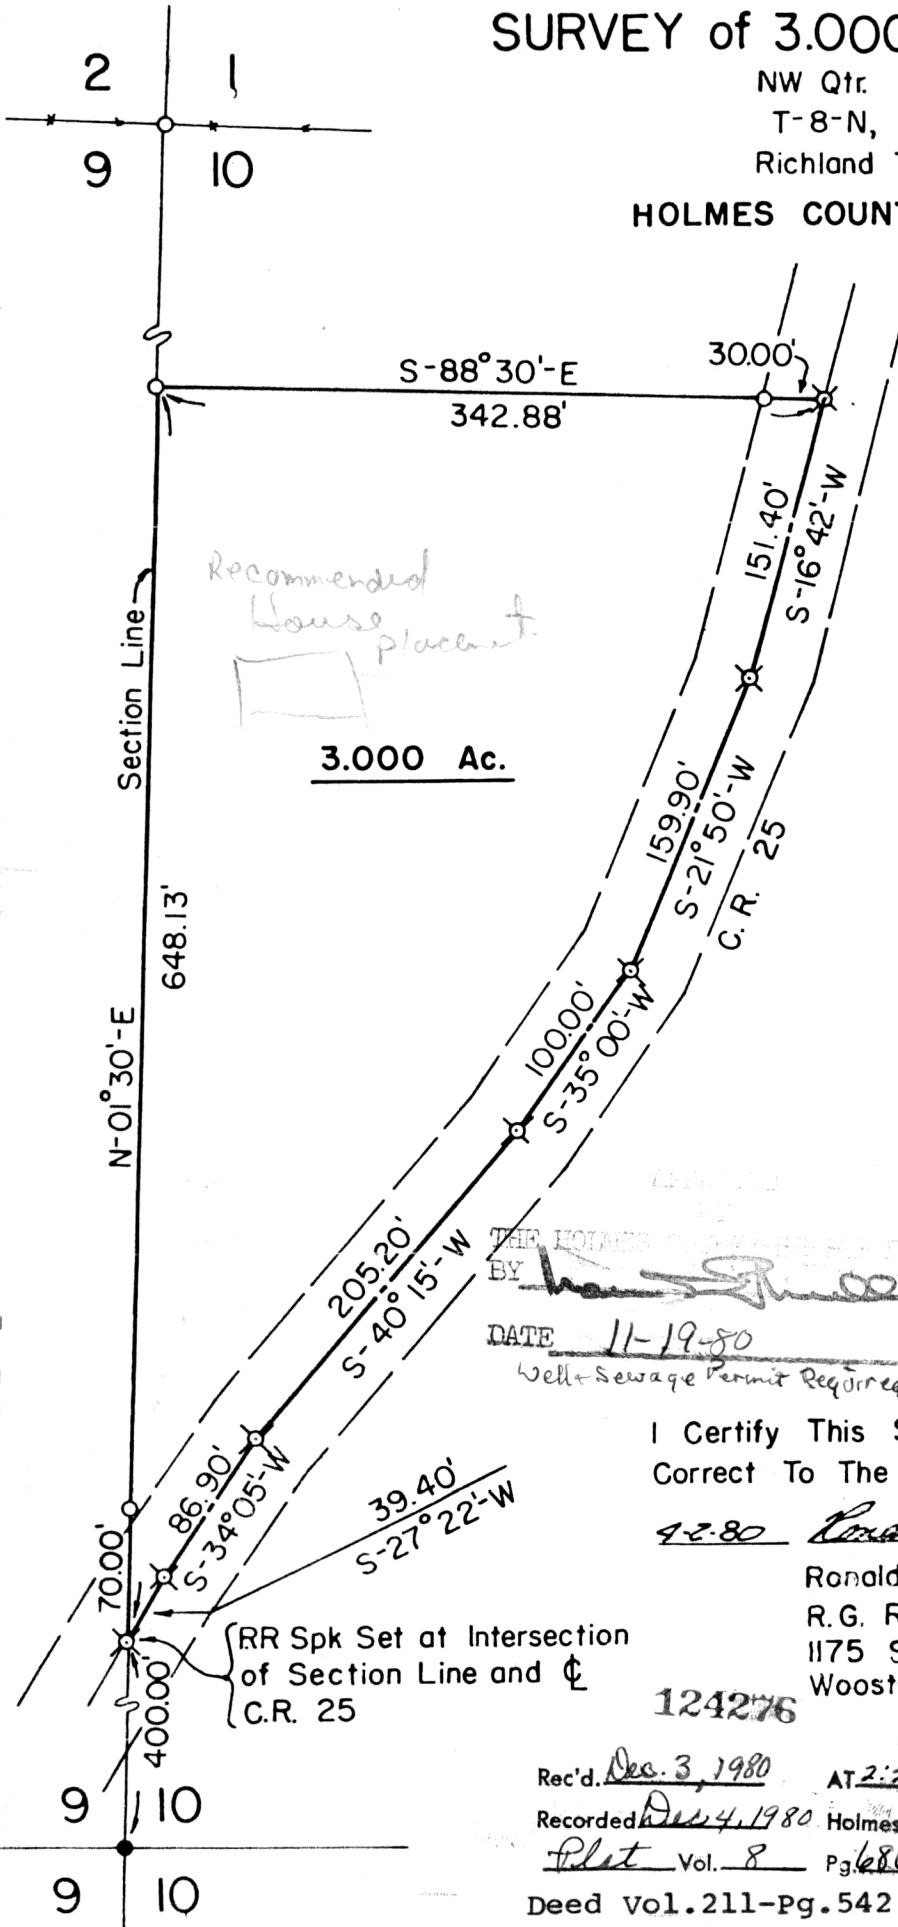 SURVEY of 3.000
NW Qtr.
T-8-N,
Richland
HOLMES COUNT
2 1
9 10
S-88°30'-E
342.88'
30.00'
151.40'
S-16°42'-W
Recommended
House
placement
Section Line
3.000 Ac.
159.90'
S-21°50'-W
C.R. 25
648.13'
N-01°30'-E
100.00'
S-35°00'-W
205.20'
S-40°15'-W
THE HOLMES
BY
DATE 11-19-80
Well & Sewage Permit Required
I Certify This S
Correct To The
4-2-80
Ronald
R.G. R
1175 S
Woost
86.90'
S-34°05'-W
39.40'
S-27°22'-W
70.00'
400.00'
RR Spk Set at Intersection
of Section Line and ℄
C.R. 25
124276
Rec'd. Dec. 3, 1980 AT 2:2
Recorded Dec 4, 1980 Holmes
Plat Vol. 8 Pg. 686
Deed Vol.211-Pg.542
9 10
9 10